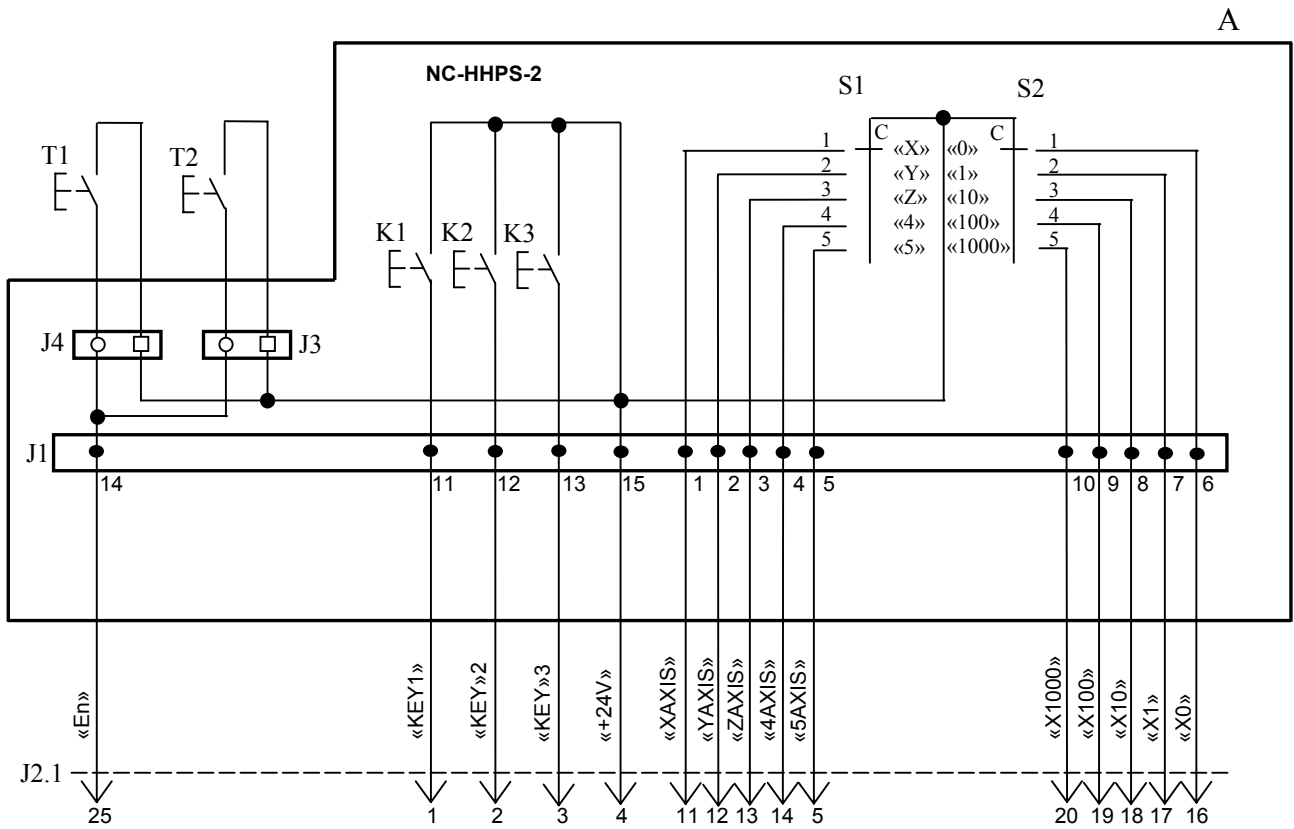 A
NC-HHPS-2
S1 S2
T1 T2
C C
1 «X» «0» 1
2 «Y» «1» 2
3 «Z» «10» 3
4 «4» «100» 4
5 «5» «1000» 5
K1 K2 K3
J4 J3
J1
14 11 12 13 15 1 2 3 4 5 10 9 8 7 6
«En» «KEY1» «KEY»2 «KEY»3 «+24V» «XAXIS» «YAXIS» «ZAXIS» «4AXIS» «5AXIS» «X1000» «X100» «X10» «X1» «X0»
J2.1
25 1 2 3 4 11 12 13 14 5 20 19 18 17 16